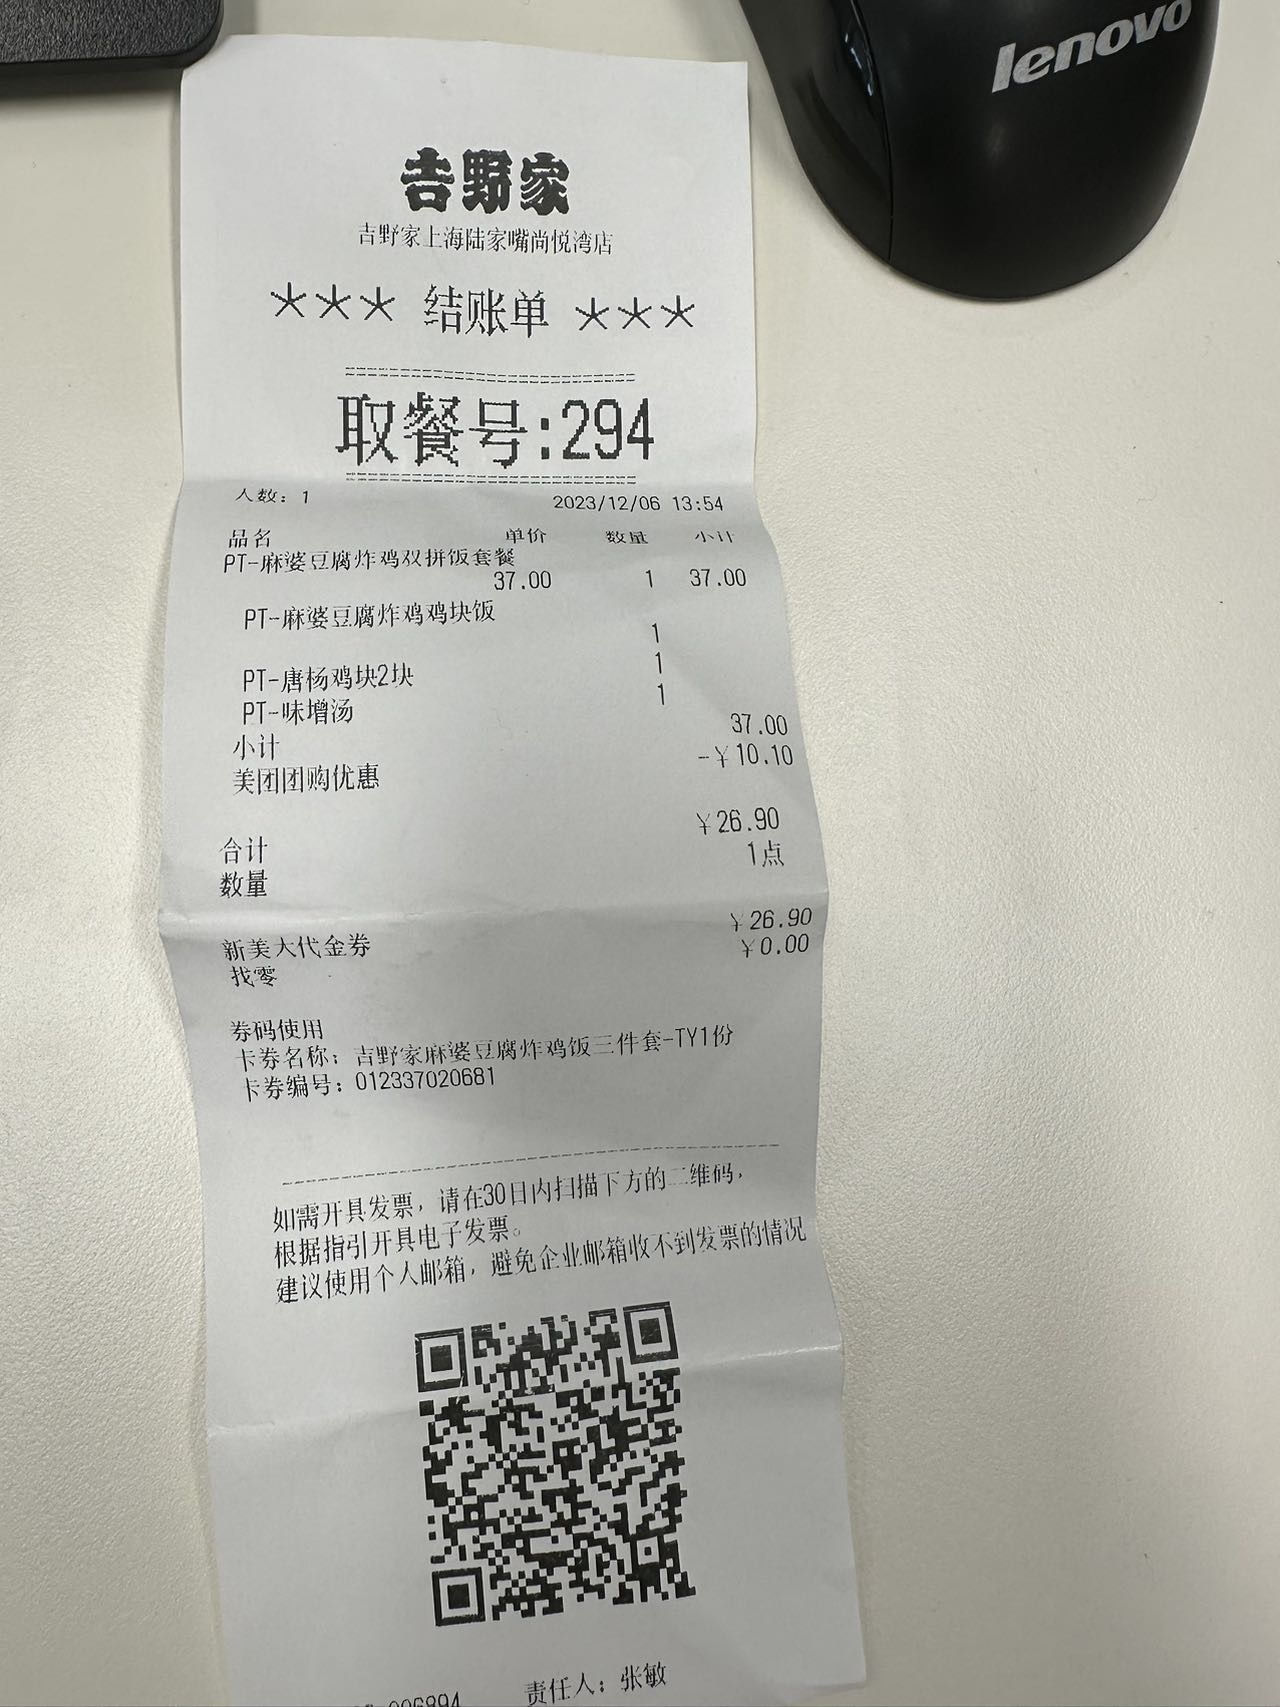 lenovo
吉野家
吉野家上海陆家嘴尚悦湾店
*** 结账单 ***
取餐号:294
人数: 1 2023/12/06 13:54
品名 单价 数量 小计
PT-麻婆豆腐炸鸡双拼饭套餐
37.00 1 37.00
PT-麻婆豆腐炸鸡鸡块饭
1
PT-唐杨鸡块2块 1
PT-味增汤 1
小计 37.00
美团团购优惠 -¥10.10
合计 ¥26.90
数量 1点
新美大代金券 ¥26.90
找零 ¥0.00
券码使用
卡券名称: 吉野家麻婆豆腐炸鸡饭三件套-TY1份
卡券编号: 012337020681
如需开具发票, 请在30日内扫描下方的二维码,
根据指引开具电子发票。
建议使用个人邮箱, 避免企业邮箱收不到发票的情况
责任人: 张敏